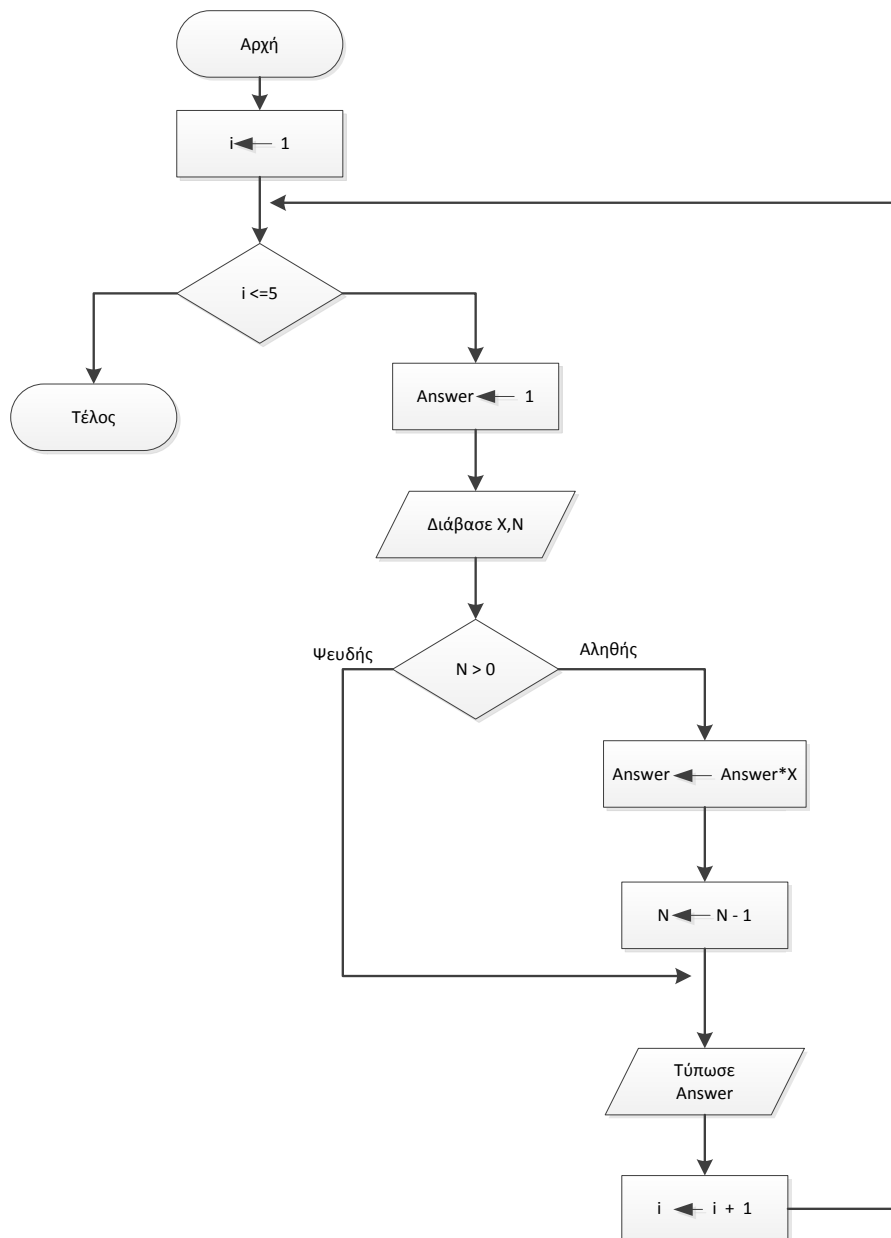 Αρχή
i 1
i <=5
Τέλος
Answer 1
Διάβασε X,N
Ψευδής
Αληθής
N > 0
Answer Answer*X
N N - 1
Τύπωσε
Answer
i i + 1